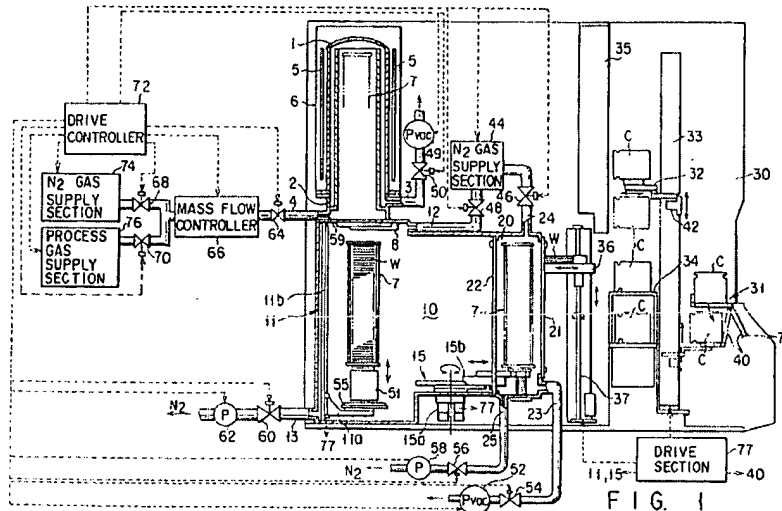 1
5
5
6
7
2
4
59
8
3
35
72
DRIVE CONTROLLER
74
N2 GAS SUPPLY SECTION
68
76
PROCESS GAS SUPPLY SECTION
70
MASS FLOW CONTROLLER
66
64
PVOC
49
50
44
N2 GAS SUPPLY SECTION
46
48
12
20
24
22
W
36
21
7
33
30
C
32
42
C
34
C
C
31
C
40
W
7
11b
11
10
15
15b
51
55
110
77
23
25
37
N2
P
62
60
13
N2
P
58
56
52
PVOC
54
77
DRIVE SECTION
11,15
40
FIG. 1